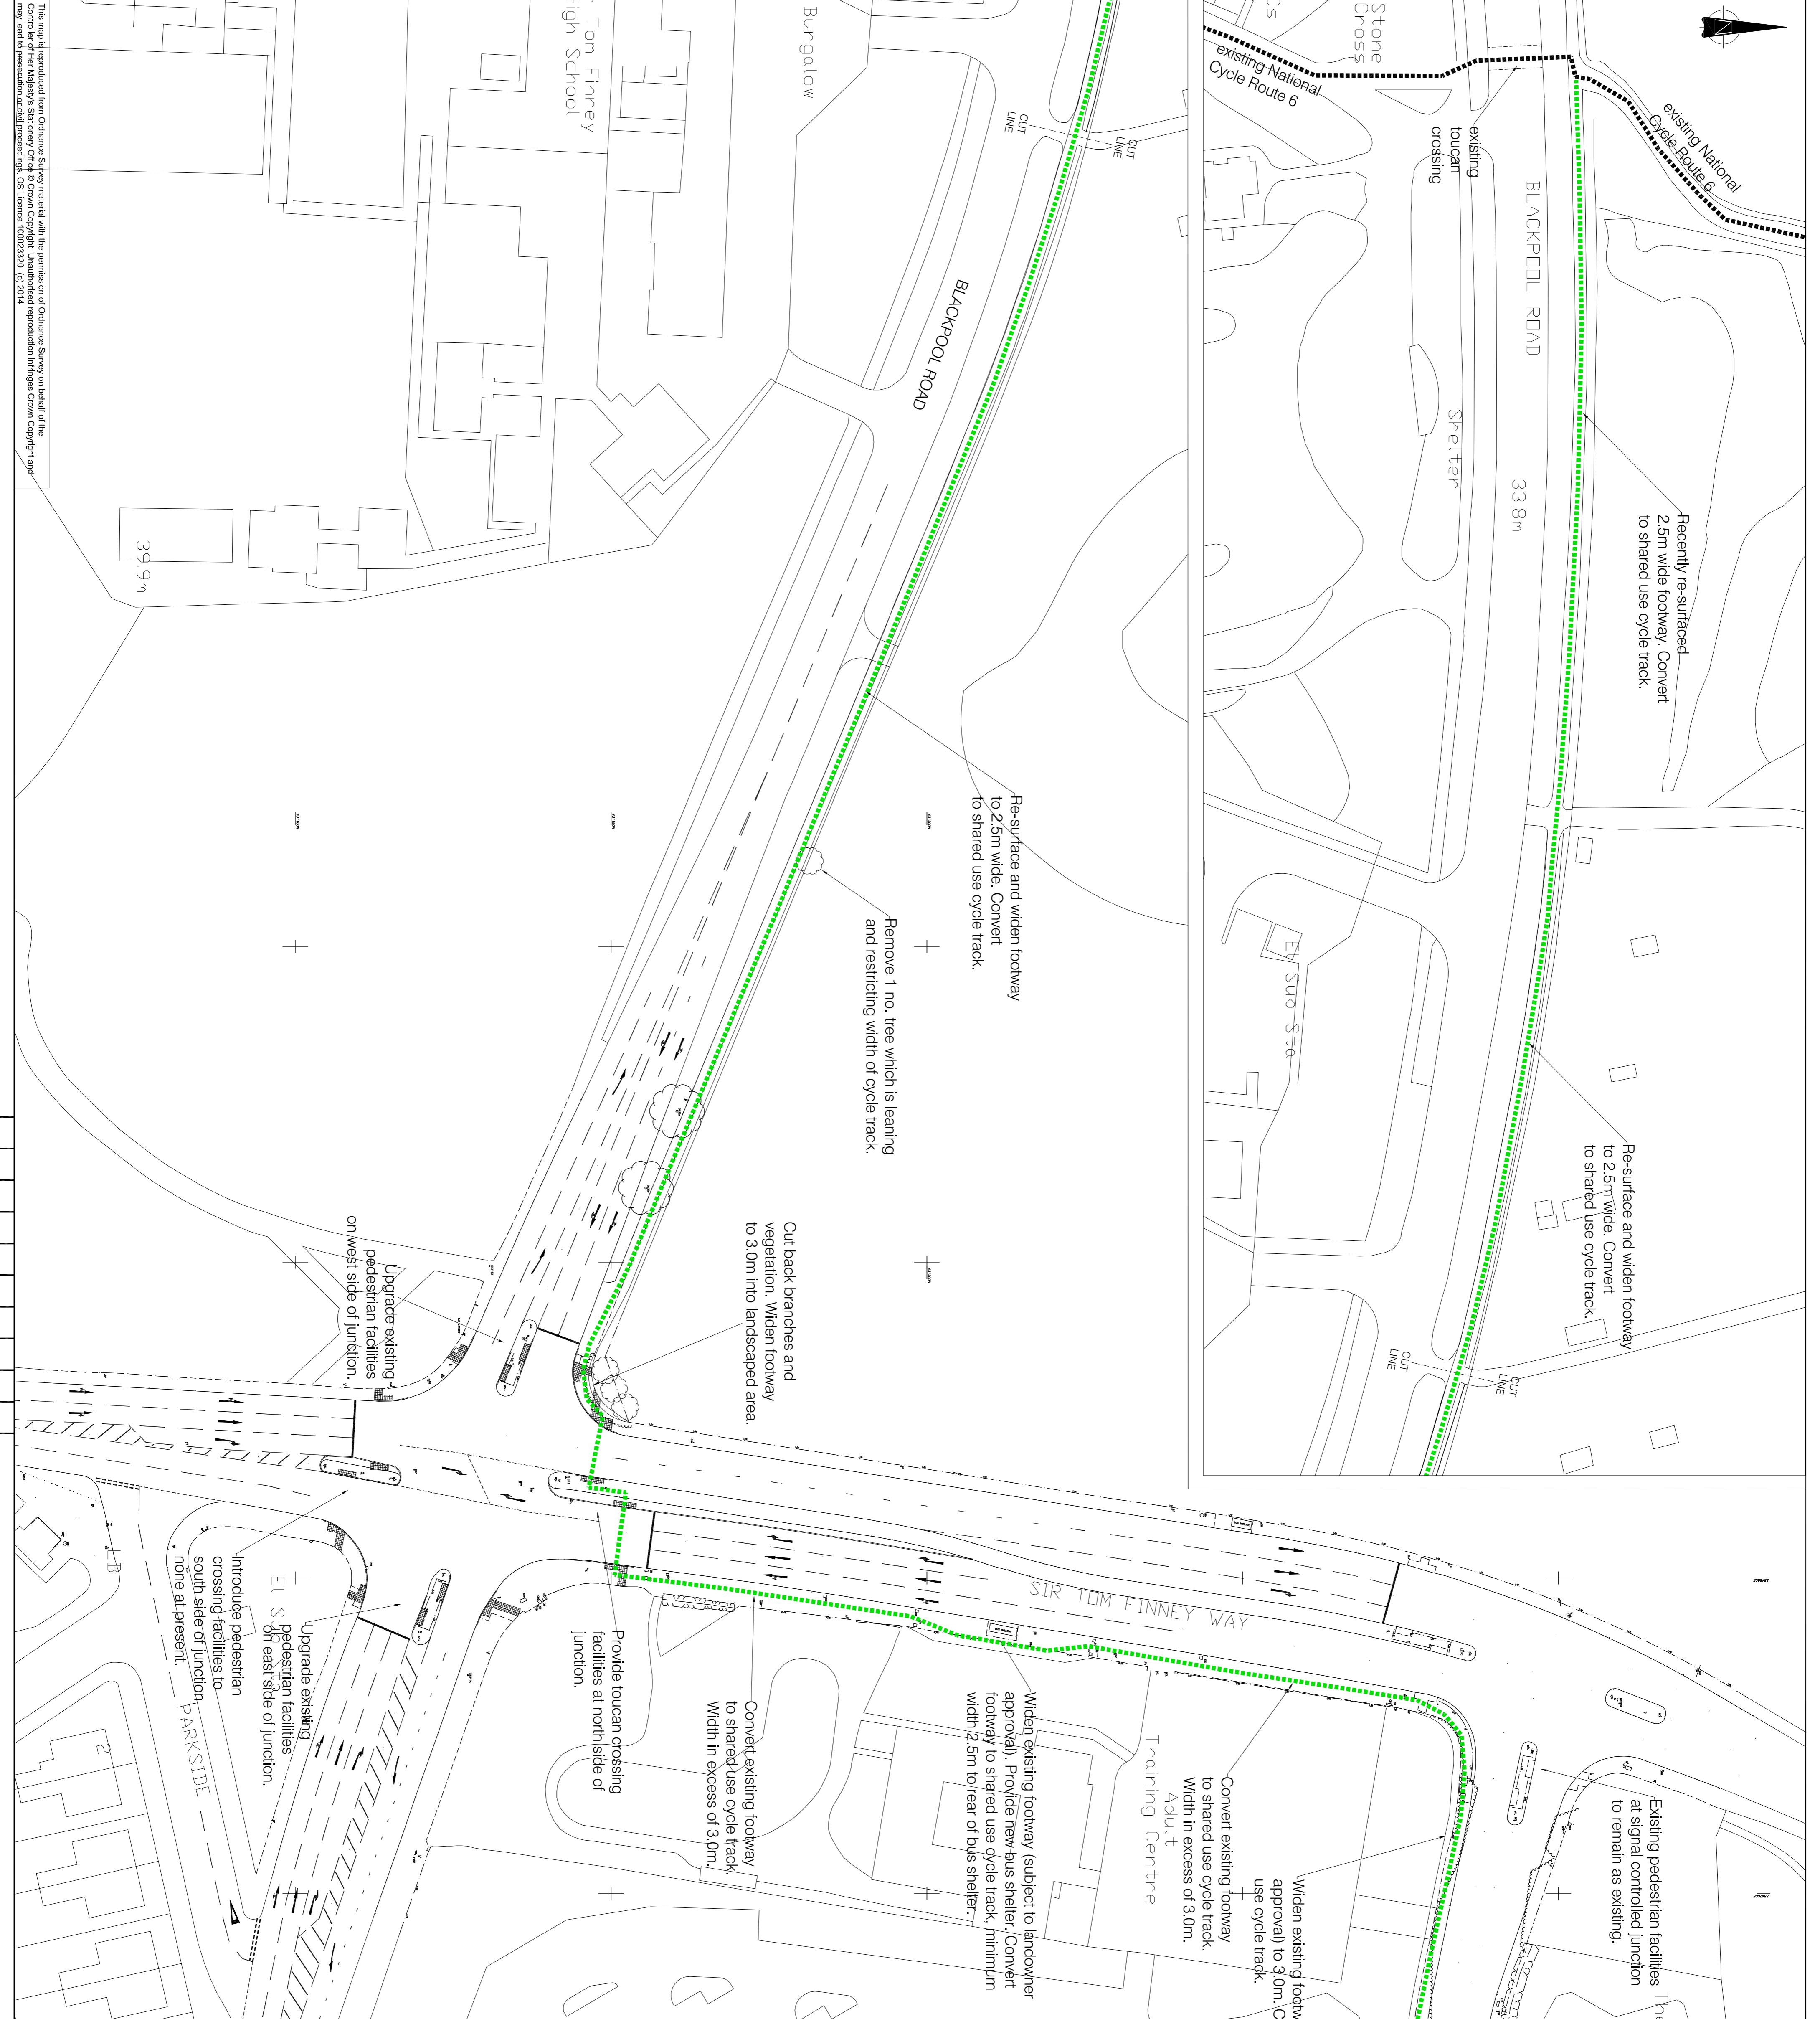 N
Stone
Cross
Cs
existing National
Cycle Route 6
existing National
Cycle Route 6
existing
toucan
crossing
BLACKPOOL ROAD
Shelter
33.8m
Recently re-surfaced
2.5m wide footway. Convert
to shared use cycle track.
El Sub Sta
Re-surface and widen footway
to 2.5m wide. Convert
to shared use cycle track.
CUT
LINE
CUT
LINE
Bungalow
Tom Finney
High School
CUT
LINE
CUT
LINE
BLACKPOOL ROAD
39.9m
Re-surface and widen footway
to 2.5m wide. Convert
to shared use cycle track.
Remove 1 no. tree which is leaning
and restricting width of cycle track.
Cut back branches and
vegetation. Widen footway
to 3.0m into landscaped area.
Upgrade existing
pedestrian facilities
on west side of junction.
SIR TOM FINNEY WAY
Existing pedestrian facilities
at signal controlled junction
to remain as existing.
The
Widen existing footw
approval) to 3.0m. C
use cycle track.
Convert existing footway
to shared use cycle track.
Width in excess of 3.0m.
Training Centre
Adult
Widen existing footway (subject to landowner
approval). Provide new bus shelter. Convert
footway to shared use cycle track, minimum
width 2.5m to rear of bus shelter.
Convert existing footway
to shared use cycle track.
Width in excess of 3.0m.
Provide toucan crossing
facilities at north side of
junction.
Upgrade existing
pedestrian facilities
on east side of junction.
Introduce pedestrian
crossing facilities to
south side of junction,
none at present
El Sub Sta
PARKSIDE
LB
2
This map is reproduced from Ordnance Survey material with the permission of Ordnance Survey on behalf of the
Controller of Her Majesty's Stationery Office © Crown Copyright. Unauthorised reproduction infringes Crown Copyright and
may lead to prosecution or civil proceedings. OS Licence 100023320. (c) 2014